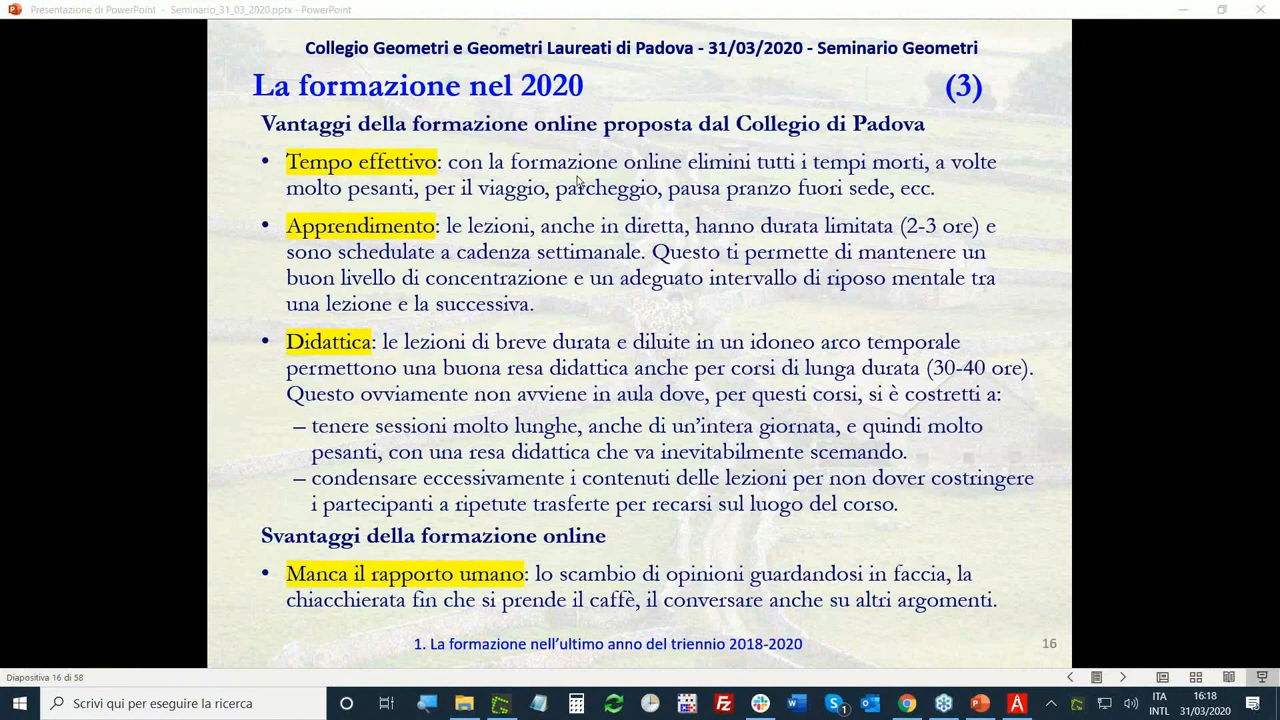 Presentazione di PowerPoint - Seminario_31_03_2020.pptx - PowerPoint
Collegio Geometri e Geometri Laureati di Padova - 31/03/2020 - Seminario Geometri
La formazione nel 2020 (3)
Vantaggi della formazione online proposta dal Collegio di Padova
• Tempo effettivo: con la formazione online elimini tutti i tempi morti, a volte
molto pesanti, per il viaggio, parcheggio, pausa pranzo fuori sede, ecc.
• Apprendimento: le lezioni, anche in diretta, hanno durata limitata (2-3 ore) e
sono schedulate a cadenza settimanale. Questo ti permette di mantenere un
buon livello di concentrazione e un adeguato intervallo di riposo mentale tra
una lezione e la successiva.
• Didattica: le lezioni di breve durata e diluite in un idoneo arco temporale
permettono una buona resa didattica anche per corsi di lunga durata (30-40 ore).
Questo ovviamente non avviene in aula dove, per questi corsi, si è costretti a:
– tenere sessioni molto lunghe, anche di un’intera giornata, e quindi molto
pesanti, con una resa didattica che va inevitabilmente scemando.
– condensare eccessivamente i contenuti delle lezioni per non dover costringere
i partecipanti a ripetute trasferte per recarsi sul luogo del corso.
Svantaggi della formazione online
• Manca il rapporto umano: lo scambio di opinioni guardandosi in faccia, la
chiacchierata fin che si prende il caffè, il conversare anche su altri argomenti.
1. La formazione nell’ultimo anno del triennio 2018-2020 16
Diapositiva 16 di 58
Scrivi qui per eseguire la ricerca
ITA 16:18
INTL 31/03/2020